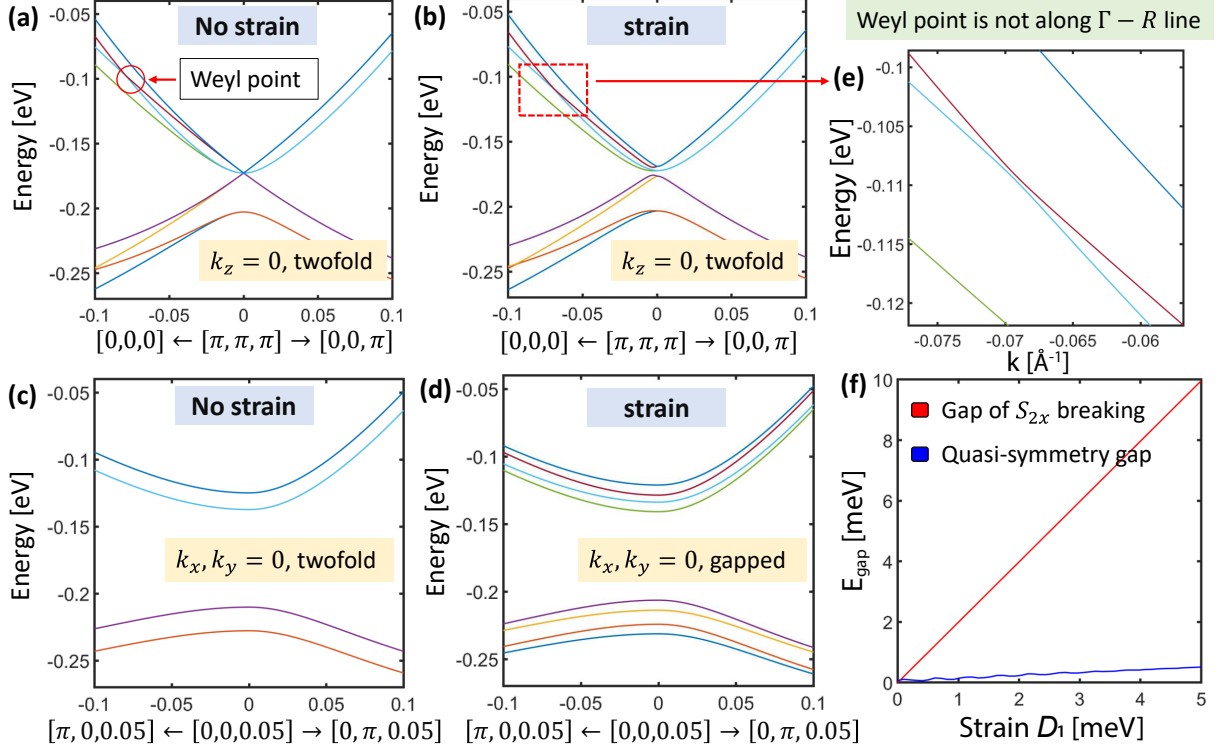 (a)
No strain
Weyl point
Energy [eV]
-0.05
-0.1
-0.15
-0.2
-0.25
k_z = 0, twofold
-0.1 -0.05 0 0.05 0.1
[0,0,0] ← [π, π, π] → [0,0, π]
(b)
strain
Energy [eV]
-0.05
-0.1
-0.15
-0.2
-0.25
k_z = 0, twofold
-0.1 -0.05 0 0.05 0.1
[0,0,0] ← [π, π, π] → [0,0, π]
Weyl point is not along Γ − R line
(e)
Energy [eV]
-0.1
-0.105
-0.11
-0.115
-0.12
-0.075 -0.07 -0.065 -0.06
k [Å⁻¹]
(c)
No strain
Energy [eV]
-0.05
-0.1
-0.15
-0.2
-0.25
k_x, k_y = 0, twofold
-0.1 -0.05 0 0.05 0.1
[π, 0,0.05] ← [0,0,0.05] → [0, π, 0.05]
(d)
strain
Energy [eV]
-0.05
-0.1
-0.15
-0.2
-0.25
k_x, k_y = 0, gapped
-0.1 -0.05 0 0.05 0.1
[π, 0,0.05] ← [0,0,0.05] → [0, π, 0.05]
(f)
Gap of S_2x breaking
Quasi-symmetry gap
E_gap [meV]
10
8
6
4
2
0
0 1 2 3 4 5
Strain D₁ [meV]